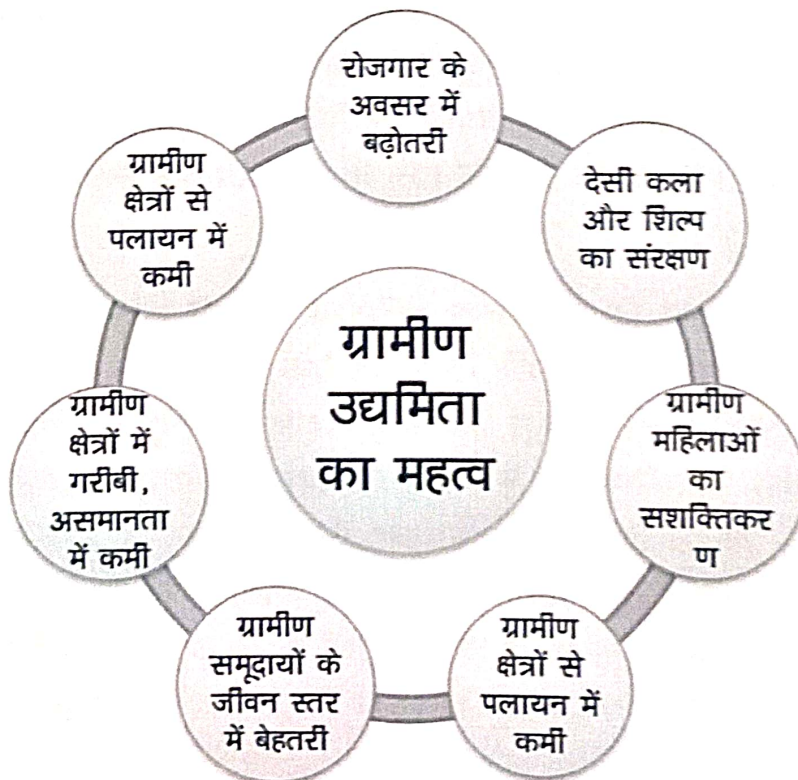 रोजगार के
अवसर में
बढ़ोतरी
देसी कला
और शिल्प
का संरक्षण
ग्रामीण
महिलाओं
का
सशक्तिकर
ण
ग्रामीण
क्षेत्रों से
पलायन में
कमी
ग्रामीण
समूदायों के
जीवन स्तर
में बेहतरी
ग्रामीण
क्षेत्रों में
गरीबी,
असमानता
में कमी
ग्रामीण
क्षेत्रों से
पलायन में
कमी
ग्रामीण
उद्यमिता
का महत्व